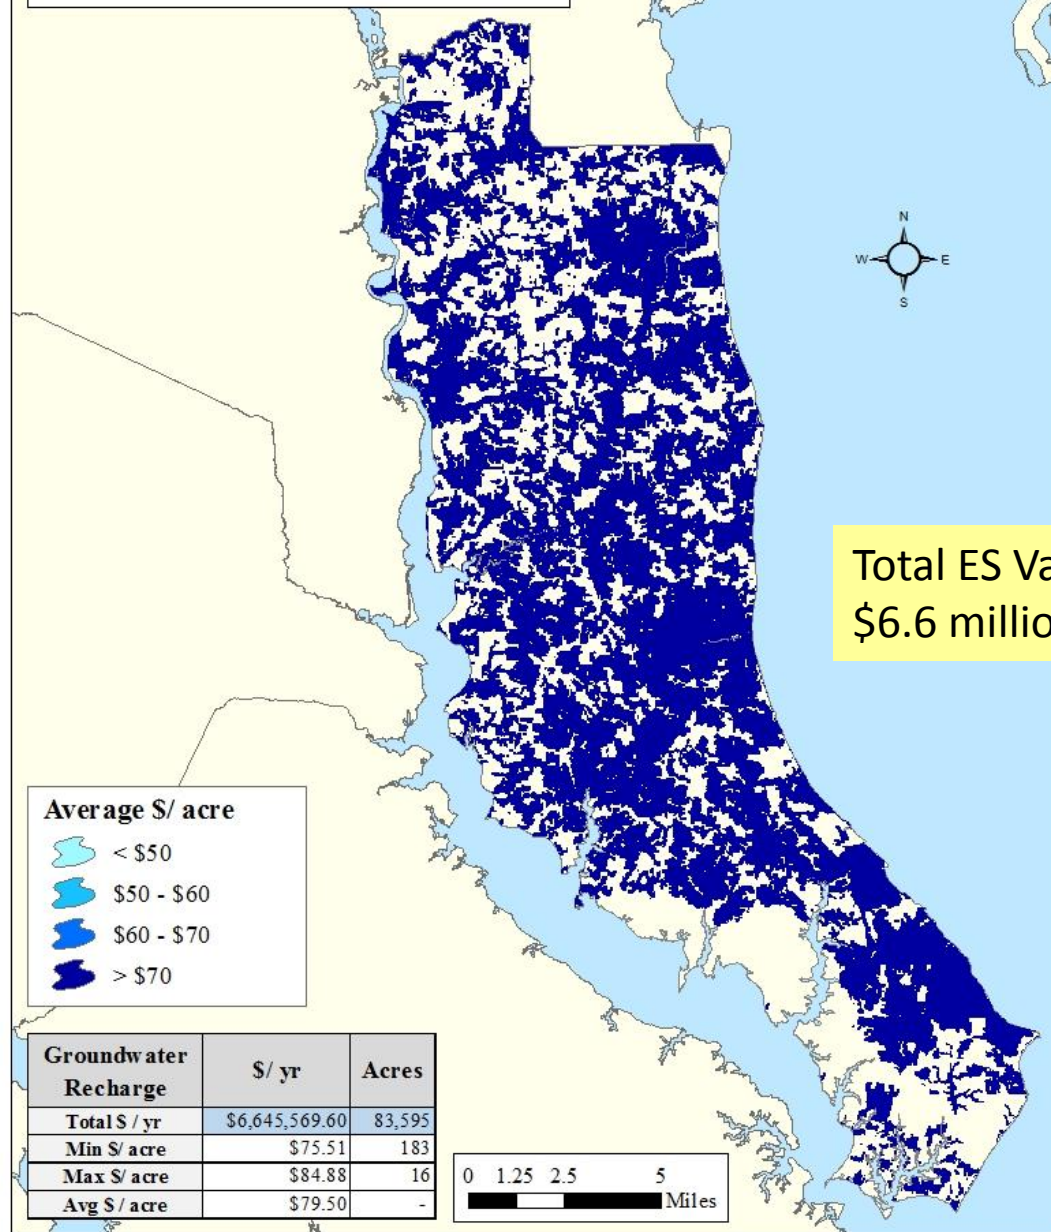 N
W E
S
Total ES Va
$6.6 millio
Average $/ acre
< $50
$50 - $60
$60 - $70
> $70
Groundwater Recharge $/ yr Acres
Total $ / yr $6,645,569.60 83,595
Min $/ acre $75.51 183
Max $/ acre $84.88 16
Avg $ / acre $79.50 -
0 1.25 2.5 5
Miles